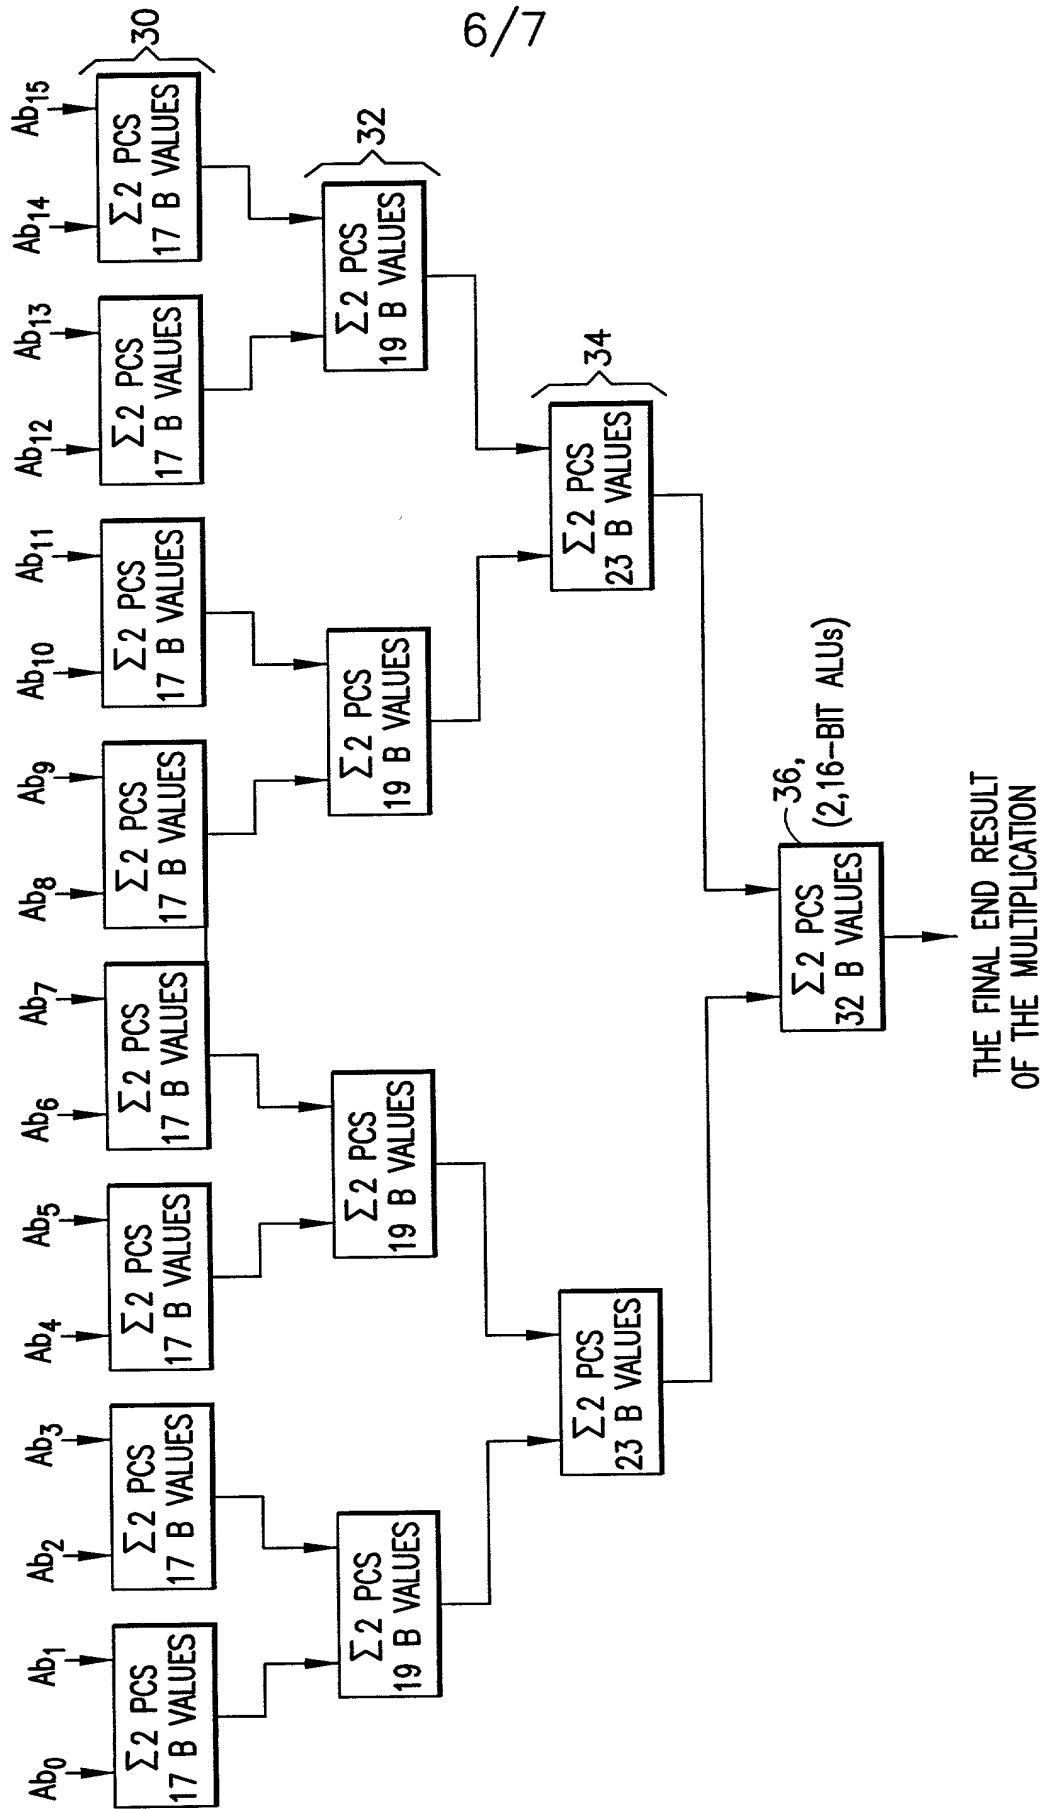 6/7
Ab0 Ab1 Ab2 Ab3 Ab4 Ab5 Ab6 Ab7 Ab8 Ab9 Ab10 Ab11 Ab12 Ab13 Ab14 Ab15
Σ2 PCS
17 B VALUES
Σ2 PCS
17 B VALUES
Σ2 PCS
17 B VALUES
Σ2 PCS
17 B VALUES
Σ2 PCS
17 B VALUES
Σ2 PCS
17 B VALUES
Σ2 PCS
17 B VALUES
Σ2 PCS
17 B VALUES
30
Σ2 PCS
19 B VALUES
Σ2 PCS
19 B VALUES
Σ2 PCS
19 B VALUES
Σ2 PCS
19 B VALUES
32
Σ2 PCS
23 B VALUES
Σ2 PCS
23 B VALUES
34
Σ2 PCS
32 B VALUES
36,
(2,16-BIT ALUs)
THE FINAL END RESULT
OF THE MULTIPLICATION